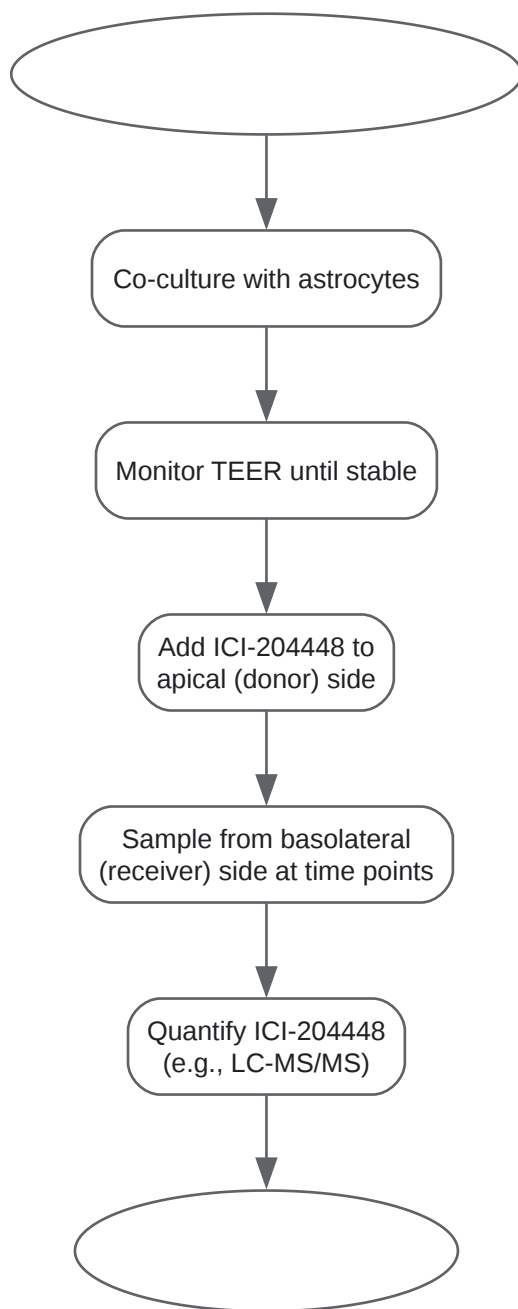 Co-culture with astrocytes
Monitor TEER until stable
Add ICI-204448 to
apical (donor) side
Sample from basolateral
(receiver) side at time points
Quantify ICI-204448
(e.g., LC-MS/MS)